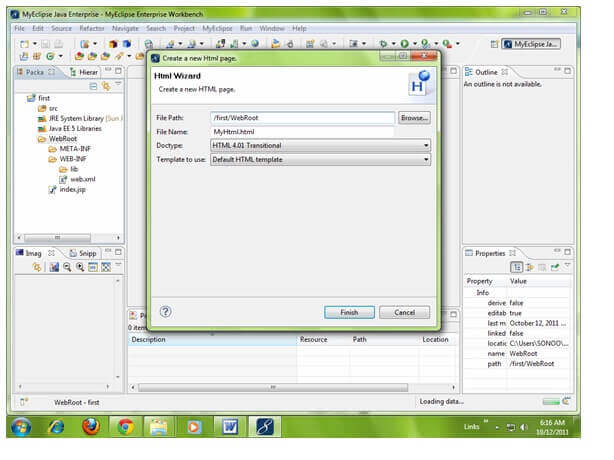 MyEclipse Java Enterprise - MyEclipse Enterprise Workbench
File Edit Source Refactor Navigate Search Project MyEclipse Run Window Help
MyEclipse Ja...
Packa Hierar
first
src
JRE System Library [Sun J
Java EE 5 Libraries
WebRoot
META-INF
WEB-INF
lib
web.xml
index.jsp
Imag Snipp
Create a new Html page.
Html Wizard
Create a new HTML page.
H
File Path: /first/WebRoot Browse...
File Name: MyHtml.html
Doctype: HTML 4.01 Transitional
Template to use: Default HTML template
? Finish Cancel
0 item
Description Resource Path Location
Outline
An outline is not available.
Properties
Property Value
Info
derive false
editab true
last m October 12, 2011 ...
linked false
locatic C:\Users\SONOO\...
name WebRoot
path /first/WebRoot
WebRoot - first Loading data...
Links 6:16 AM
10/12/2011